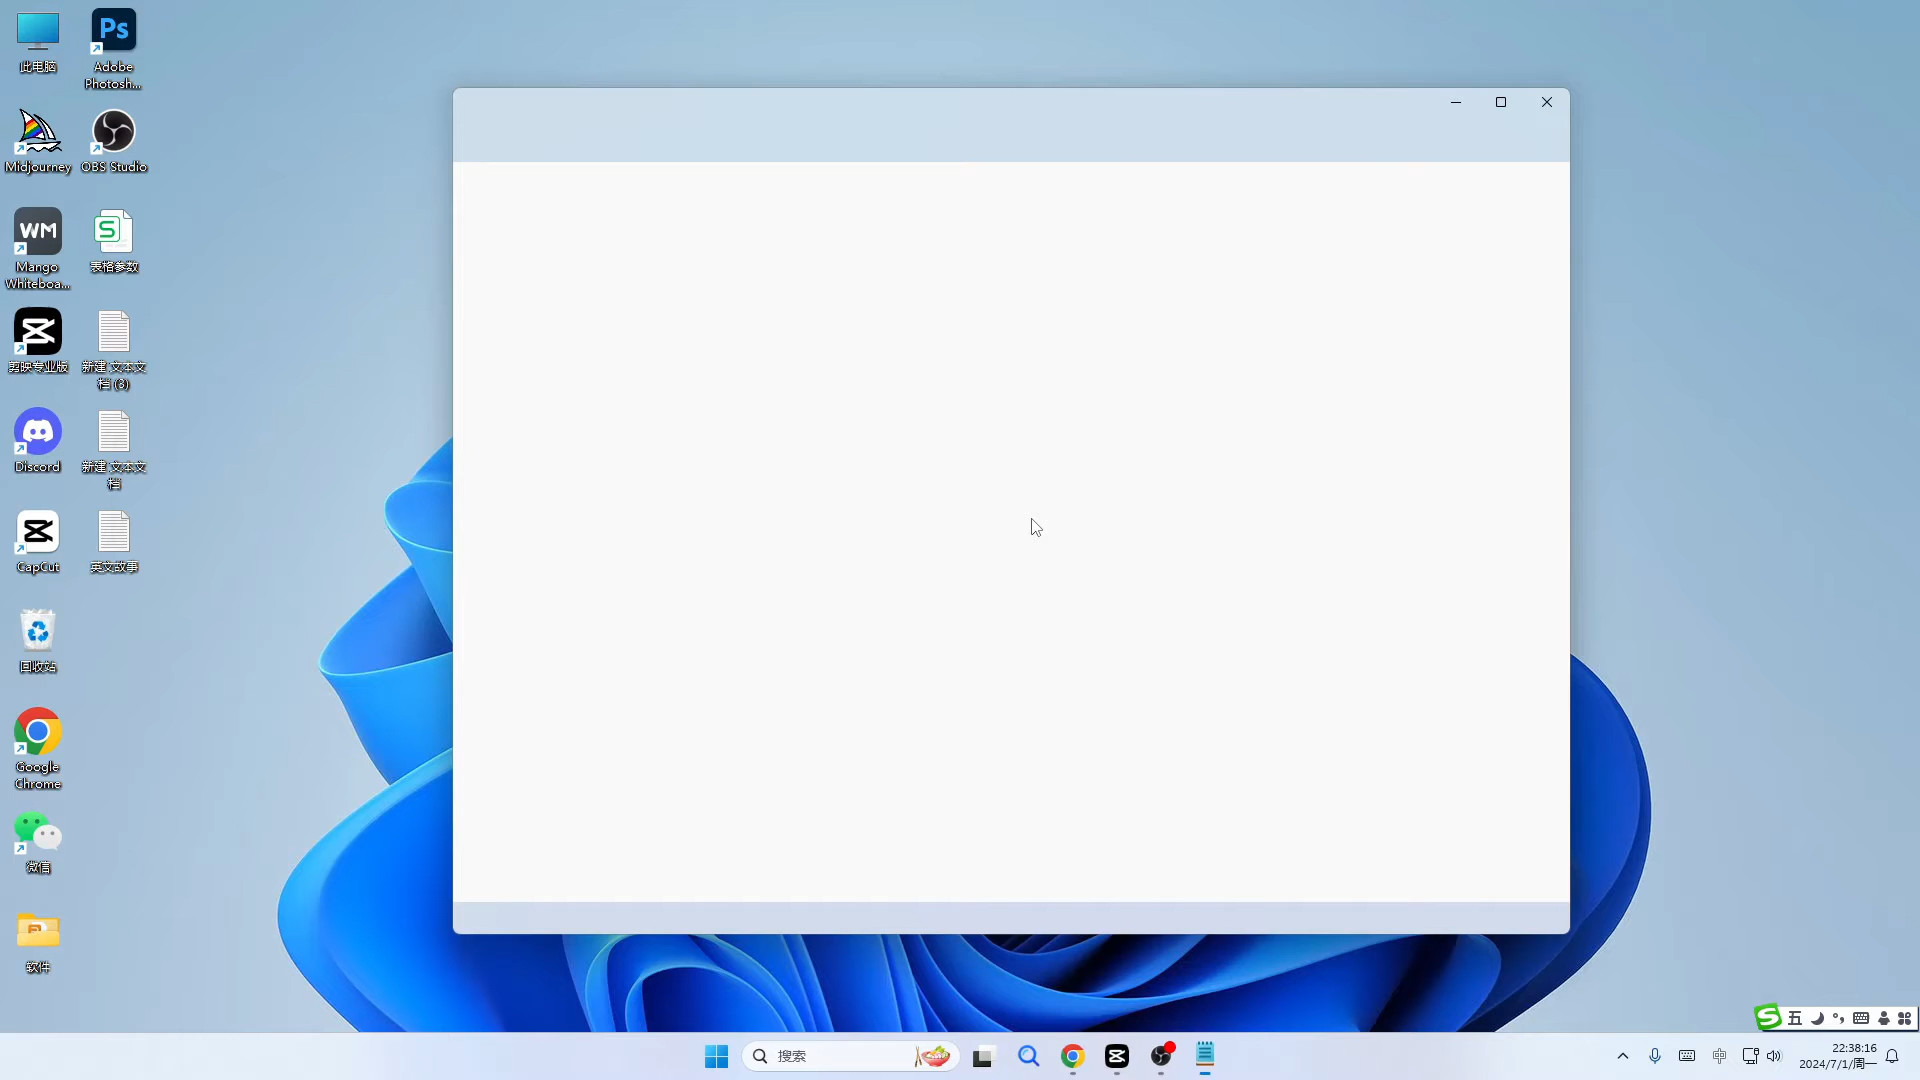 此电脑
Ps
Adobe
Photosh...
Midjourney
OBS Studio
WM
Mango
Whiteboa...
S
表格参数
剪映专业版
新建 文本文
档 (3)
Discord
新建 文本文
档
CapCut
英文故事
回收站
Google
Chrome
微信
软件
S 五
搜索
中
22:38:16
2024/7/1/周一